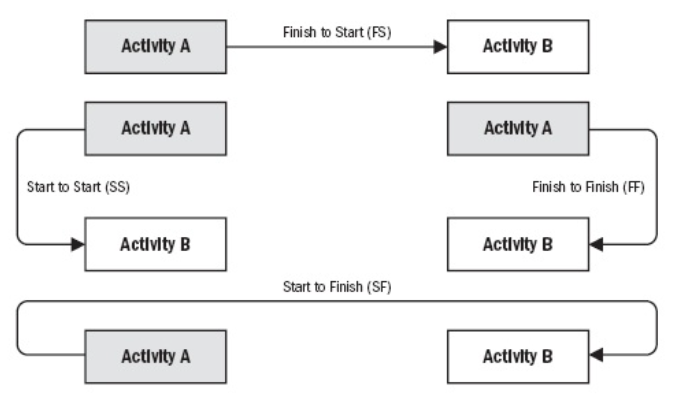 Finish to Start (FS)
Activity A
Activity B
Activity A
Activity A
Start to Start (SS)
Finish to Finish (FF)
Activity B
Activity B
Start to Finish (SF)
Activity A
Activity B